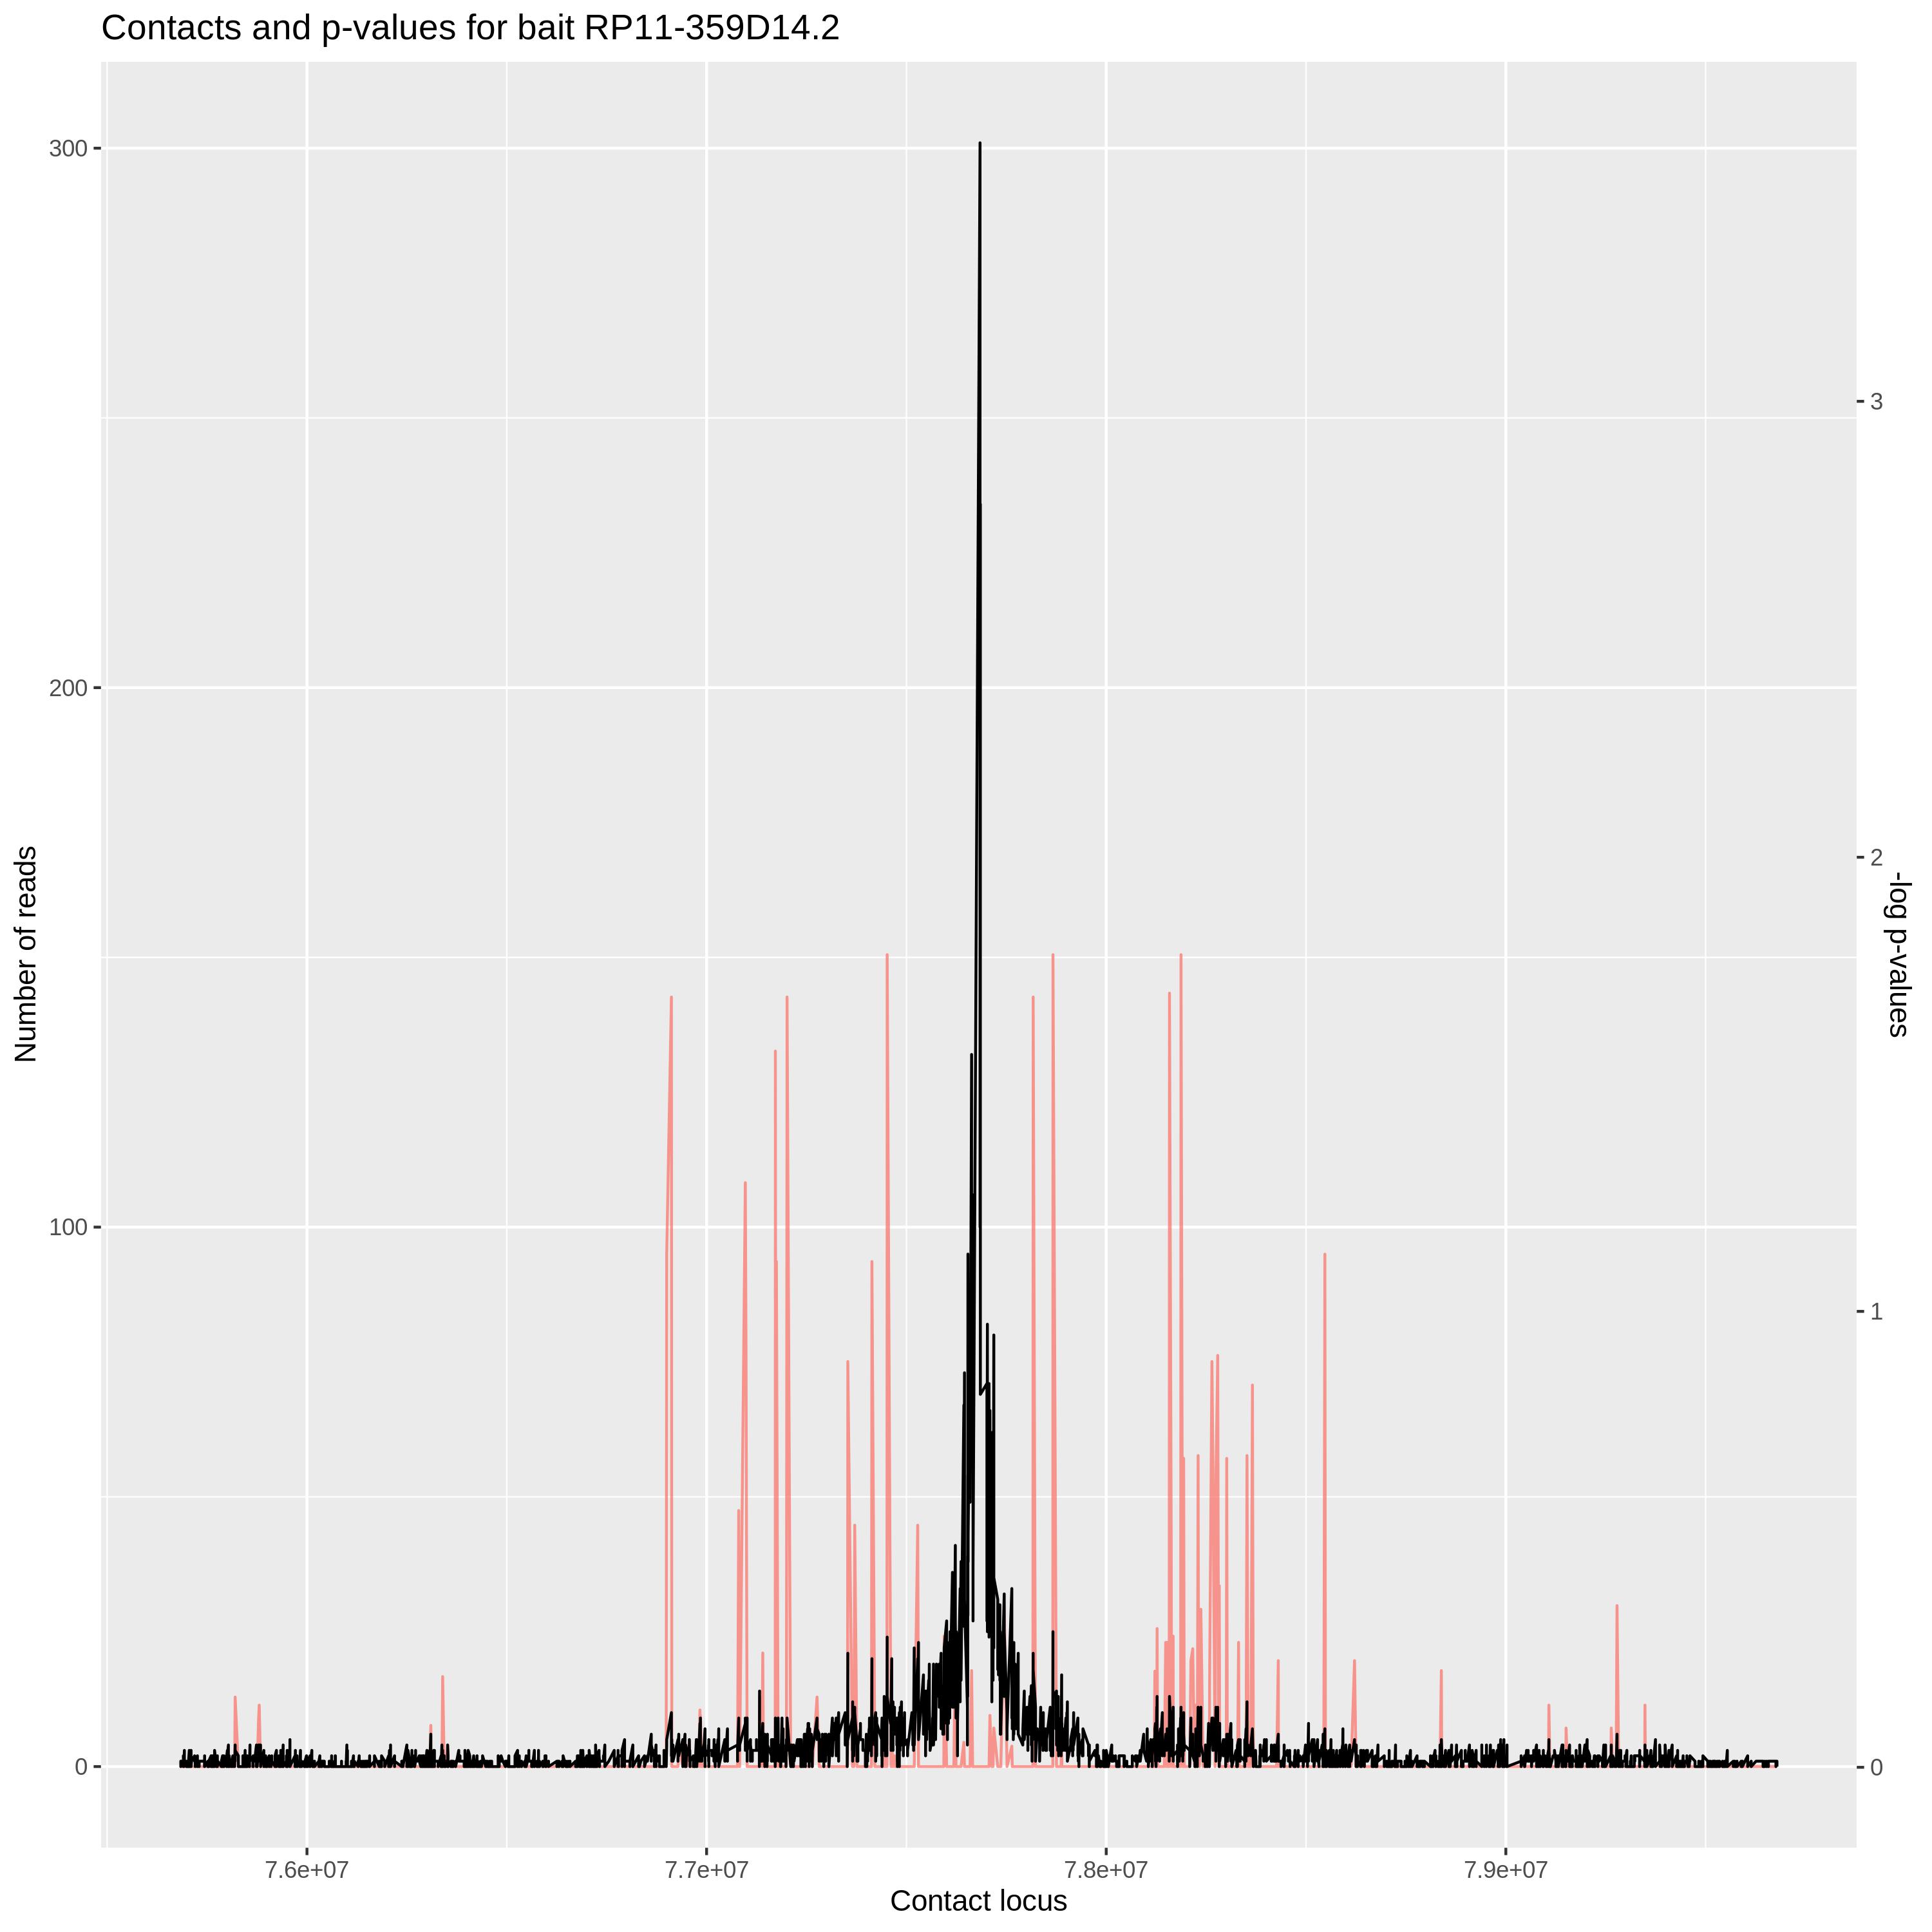 Contacts and p-values for bait RP11-359D14.2
300
200
100
0
3
2
1
0
Number of reads
-log p-values
7.6e+07
7.7e+07
7.8e+07
7.9e+07
Contact locus